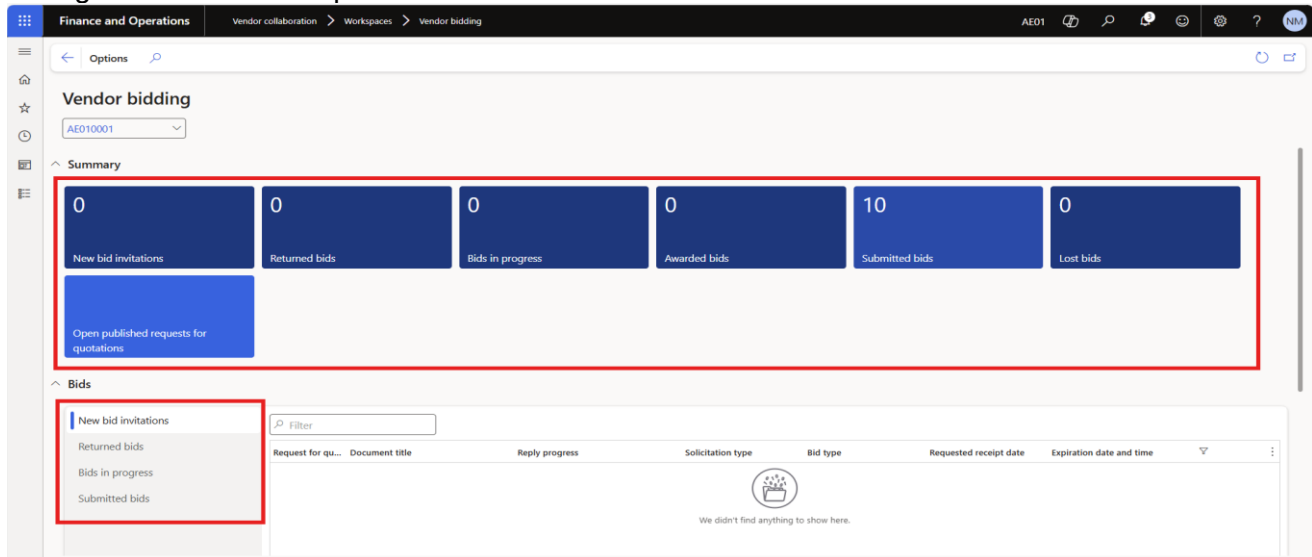 Finance and Operations Vendor collaboration > Workspaces > Vendor bidding AE01 3 ? NM
Options
Vendor bidding
AE010001
Summary
0 0 0 0 10 0
New bid invitations Returned bids Bids in progress Awarded bids Submitted bids Lost bids
Open published requests for
quotations
Bids
New bid invitations
Returned bids
Bids in progress
Submitted bids
Filter
Request for qu... Document title Reply progress Solicitation type Bid type Requested receipt date Expiration date and time
We didn't find anything to show here.